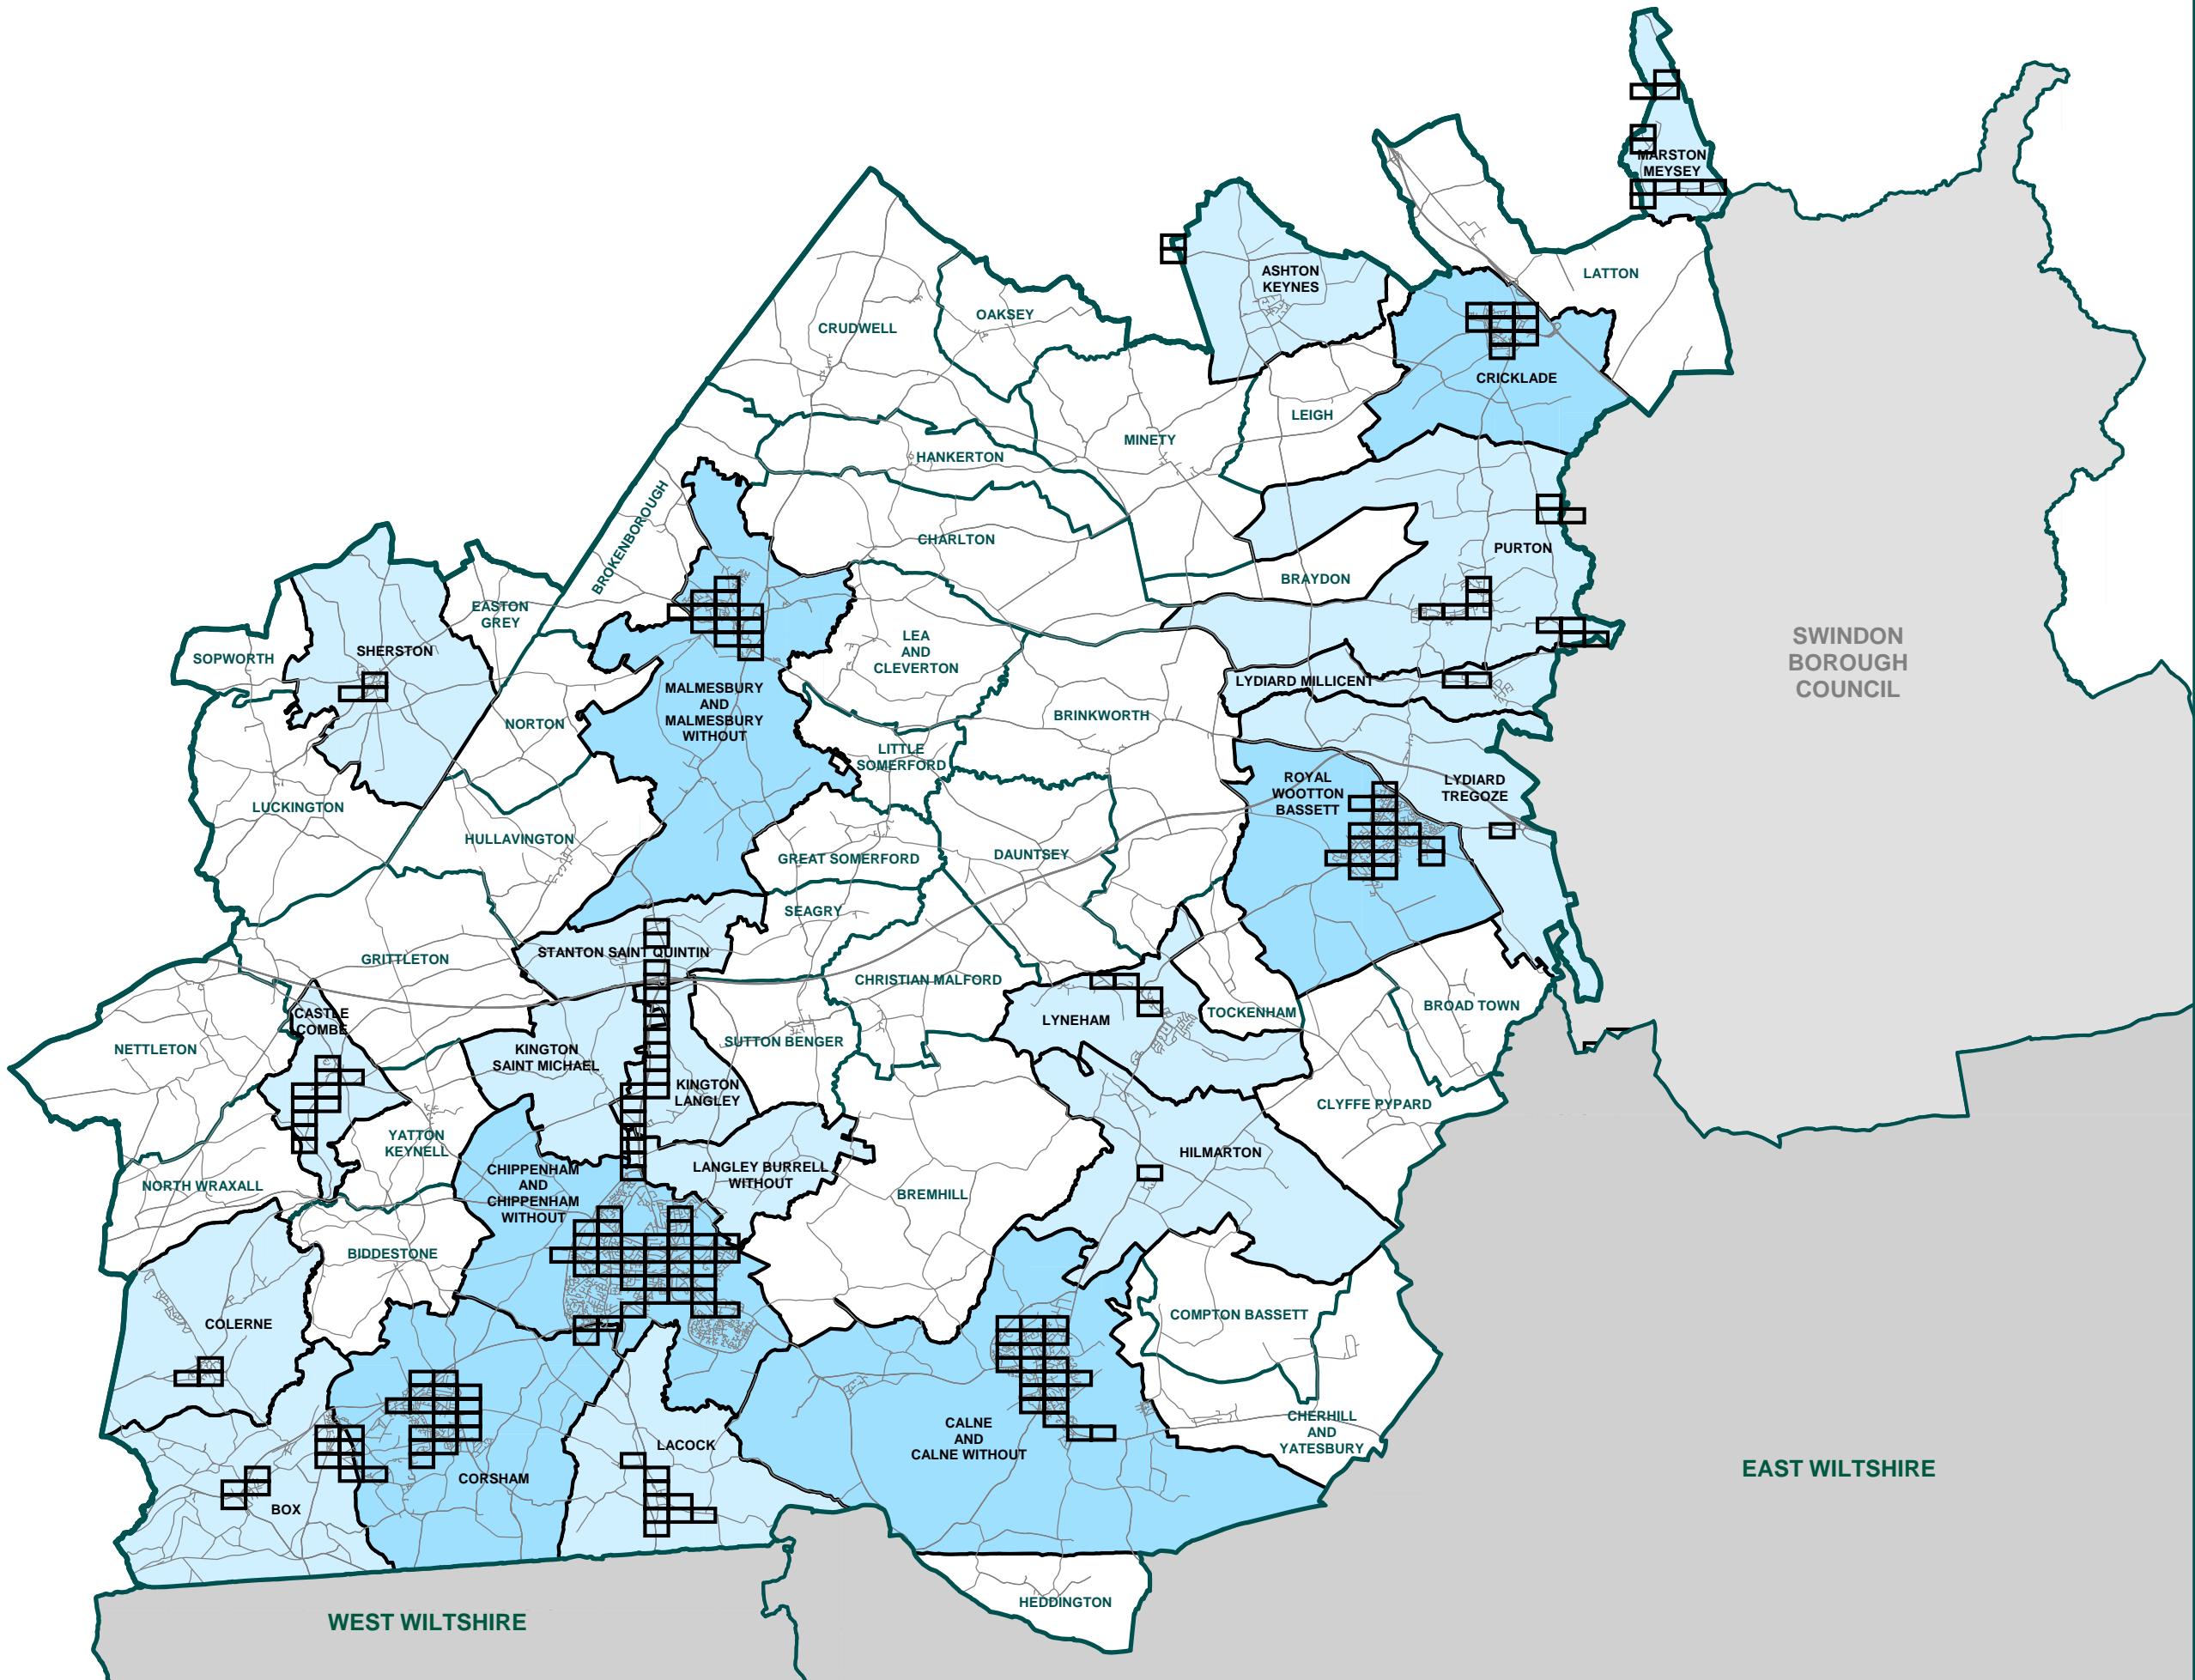 MARSTON
MEYSEY
LATTON
ASHTON
KEYNES
OAKSEY
CRUDWELL
CRICKLADE
LEIGH
MINETY
HANKERTON
BROKENBOROUGH
CHARLTON
PURTON
BRAYDON
EASTON
GREY
LEA
AND
CLEVERTON
SWINDON
BOROUGH
COUNCIL
SOPWORTH
SHERSTON
LYDIARD MILLICENT
MALMESBURY
AND
MALMESBURY
WITHOUT
NORTON
BRINKWORTH
LITTLE
SOMERFORD
ROYAL
WOOTTON
BASSETT
LYDIARD
TREGOZE
LUCKINGTON
HULLAVINGTON
GREAT SOMERFORD
DAUNTSEY
SEAGRY
STANTON SAINT QUINTIN
GRITTLETON
CHRISTIAN MALFORD
BROAD TOWN
TOCKENHAM
LYNEHAM
CASTLE
COMBE
NETTLETON
KINGTON
SAINT MICHAEL
SUTTON BENGER
KINGTON
LANGLEY
CLYFFE PYPARD
YATTON
KEYNELL
HILMARTON
CHIPPENHAM
AND
CHIPPENHAM
WITHOUT
LANGLEY BURRELL
WITHOUT
NORTH WRAXALL
BREMHILL
BIDDESTONE
COLERNE
COMPTON BASSETT
CALNE
AND
CALNE WITHOUT
CHERHILL
AND
YATESBURY
LACOCK
CORSHAM
BOX
EAST WILTSHIRE
HEDDINGTON
WEST WILTSHIRE